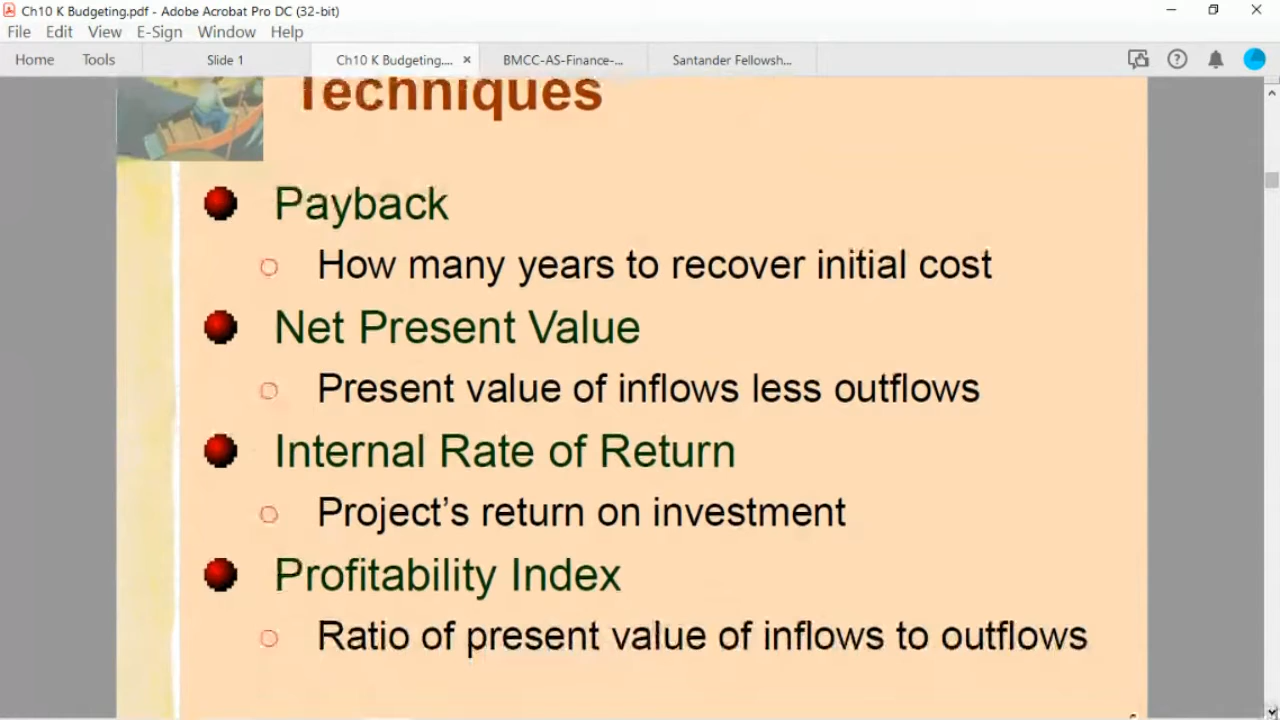 Ch10 K Budgeting.pdf - Adobe Acrobat Pro DC (32-bit)
File Edit View E-Sign Window Help
Home Tools Slide 1 Ch10 K Budgeting.... × BMCC-AS-Finance-... Santander Fellowsh...
Techniques
Payback
How many years to recover initial cost
Net Present Value
Present value of inflows less outflows
Internal Rate of Return
Project's return on investment
Profitability Index
Ratio of present value of inflows to outflows